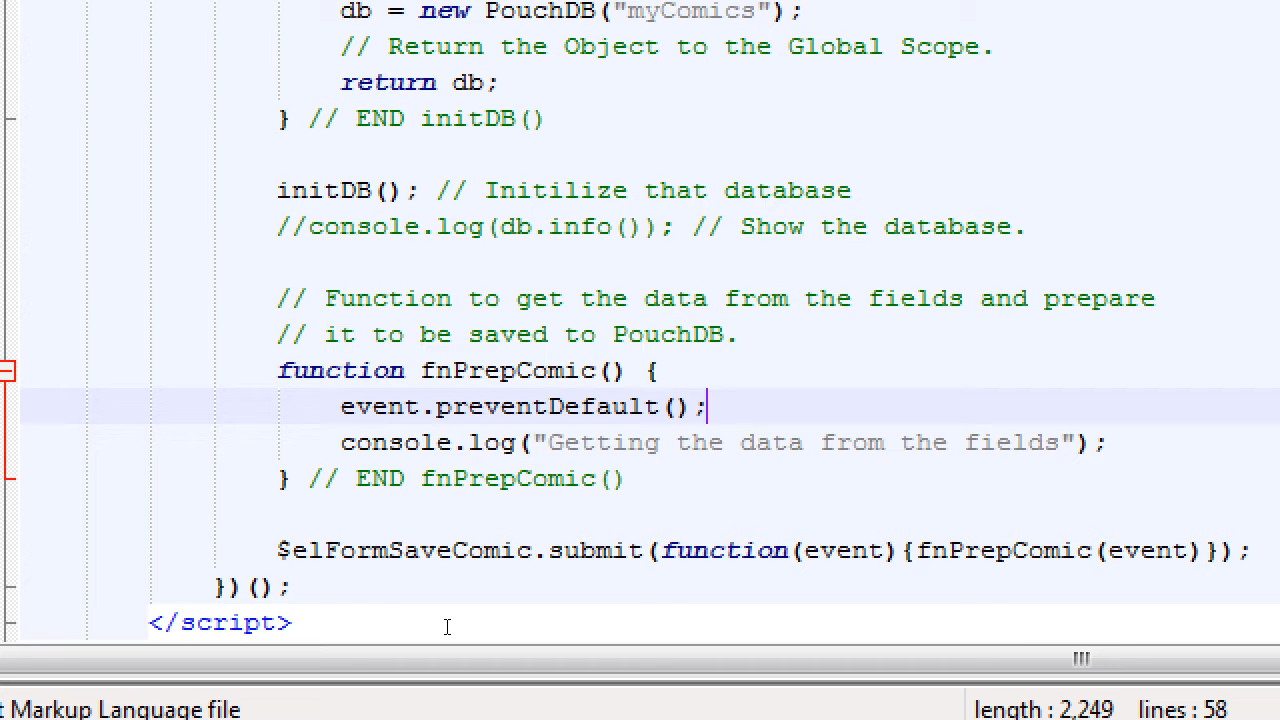 db = new PouchDB("myComics");
// Return the Object to the Global Scope.
return db;
} // END initDB()
initDB(); // Initilize that database
//console.log(db.info()); // Show the database.
// Function to get the data from the fields and prepare
// it to be saved to PouchDB.
function fnPrepComic() {
event.preventDefault();
console.log("Getting the data from the fields");
} // END fnPrepComic()
$elFormSaveComic.submit(function(event){fnPrepComic(event)});
})();
</script>
t Markup Language file length : 2,249 lines : 58